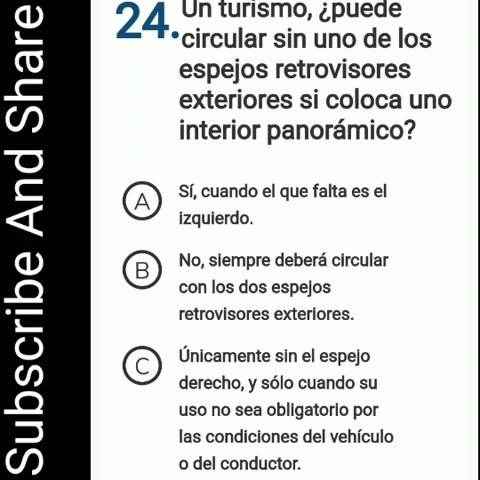 Subscribe And Share
24. Un turismo, ¿puede
circular sin uno de los
espejos retrovisores
exteriores si coloca uno
interior panorámico?
A Sí, cuando el que falta es el
izquierdo.
B No, siempre deberá circular
con los dos espejos
retrovisores exteriores.
C Únicamente sin el espejo
derecho, y sólo cuando su
uso no sea obligatorio por
las condiciones del vehículo
o del conductor.